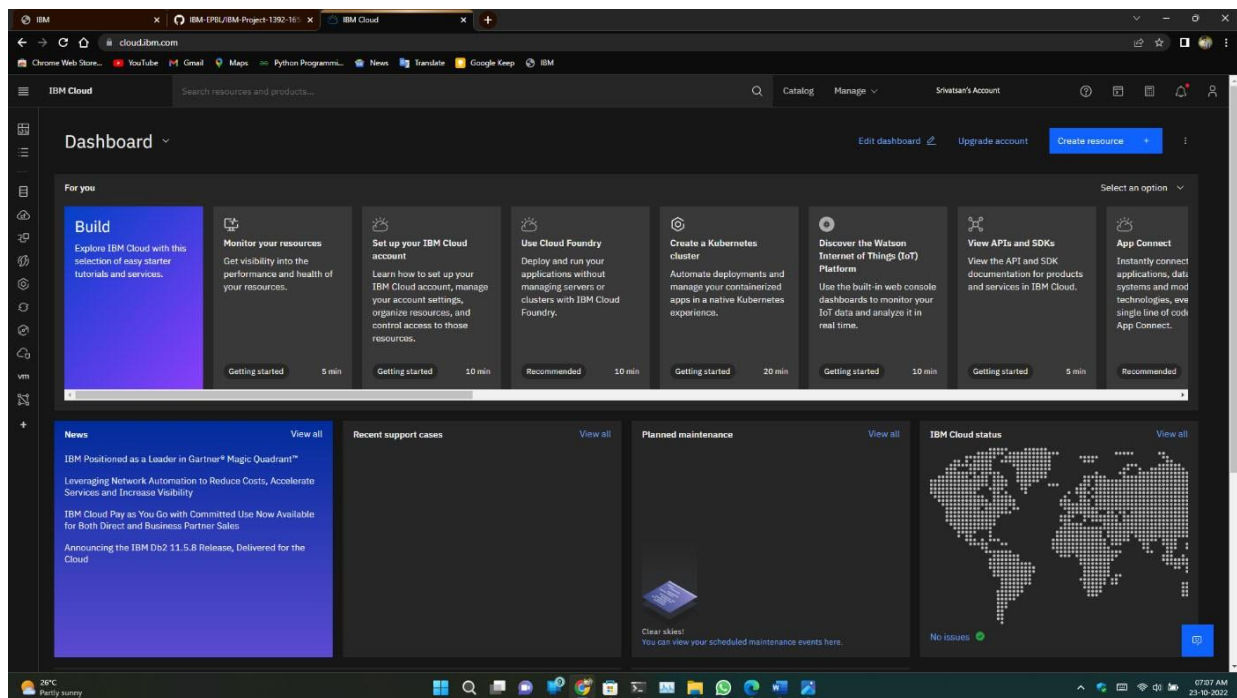 IBM
IBM-EPBL/IBM-Project-1392-165
IBM Cloud
cloud.ibm.com
Chrome Web Store...
YouTube
Gmail
Maps
Python Programmi...
News
Translate
Google Keep
IBM
IBM Cloud
Search resources and products...
Catalog
Manage
Srivatsan's Account
Dashboard
Edit dashboard
Upgrade account
Create resource +
For you
Select an option
Build
Explore IBM Cloud with this
selection of easy starter
tutorials and services.
Monitor your resources
Get visibility into the
performance and health of
your resources.
Getting started
5 min
Set up your IBM Cloud
account
Learn how to set up your
IBM Cloud account, manage
your account settings,
organize resources, and
control access to those
resources.
Getting started
10 min
Use Cloud Foundry
Deploy and run your
applications without
managing servers or
clusters with IBM Cloud
Foundry.
Recommended
10 min
Create a Kubernetes
cluster
Automate deployments and
manage your containerized
apps in a native Kubernetes
experience.
Getting started
20 min
Discover the Watson
Internet of Things (IoT)
Platform
Use the built-in web console
dashboards to monitor your
IoT data and analyze it in
real time.
Getting started
10 min
View APIs and SDKs
View the API and SDK
documentation for products
and services in IBM Cloud.
Getting started
5 min
App Connect
Instantly connect
applications, data
systems and mod
technologies, eve
single line of code
App Connect.
Recommended
vm
News
View all
IBM Positioned as a Leader in Gartner® Magic Quadrant™
Leveraging Network Automation to Reduce Costs, Accelerate
Services and Increase Visibility
IBM Cloud Pay as You Go with Committed Use Now Available
for Both Direct and Business Partner Sales
Announcing the IBM Db2 11.5.8 Release, Delivered for the
Cloud
Recent support cases
View all
Planned maintenance
View all
Clear skies!
You can view your scheduled maintenance events here.
IBM Cloud status
View all
No issues
26°C
Partly sunny
07:07 AM
23-10-2022